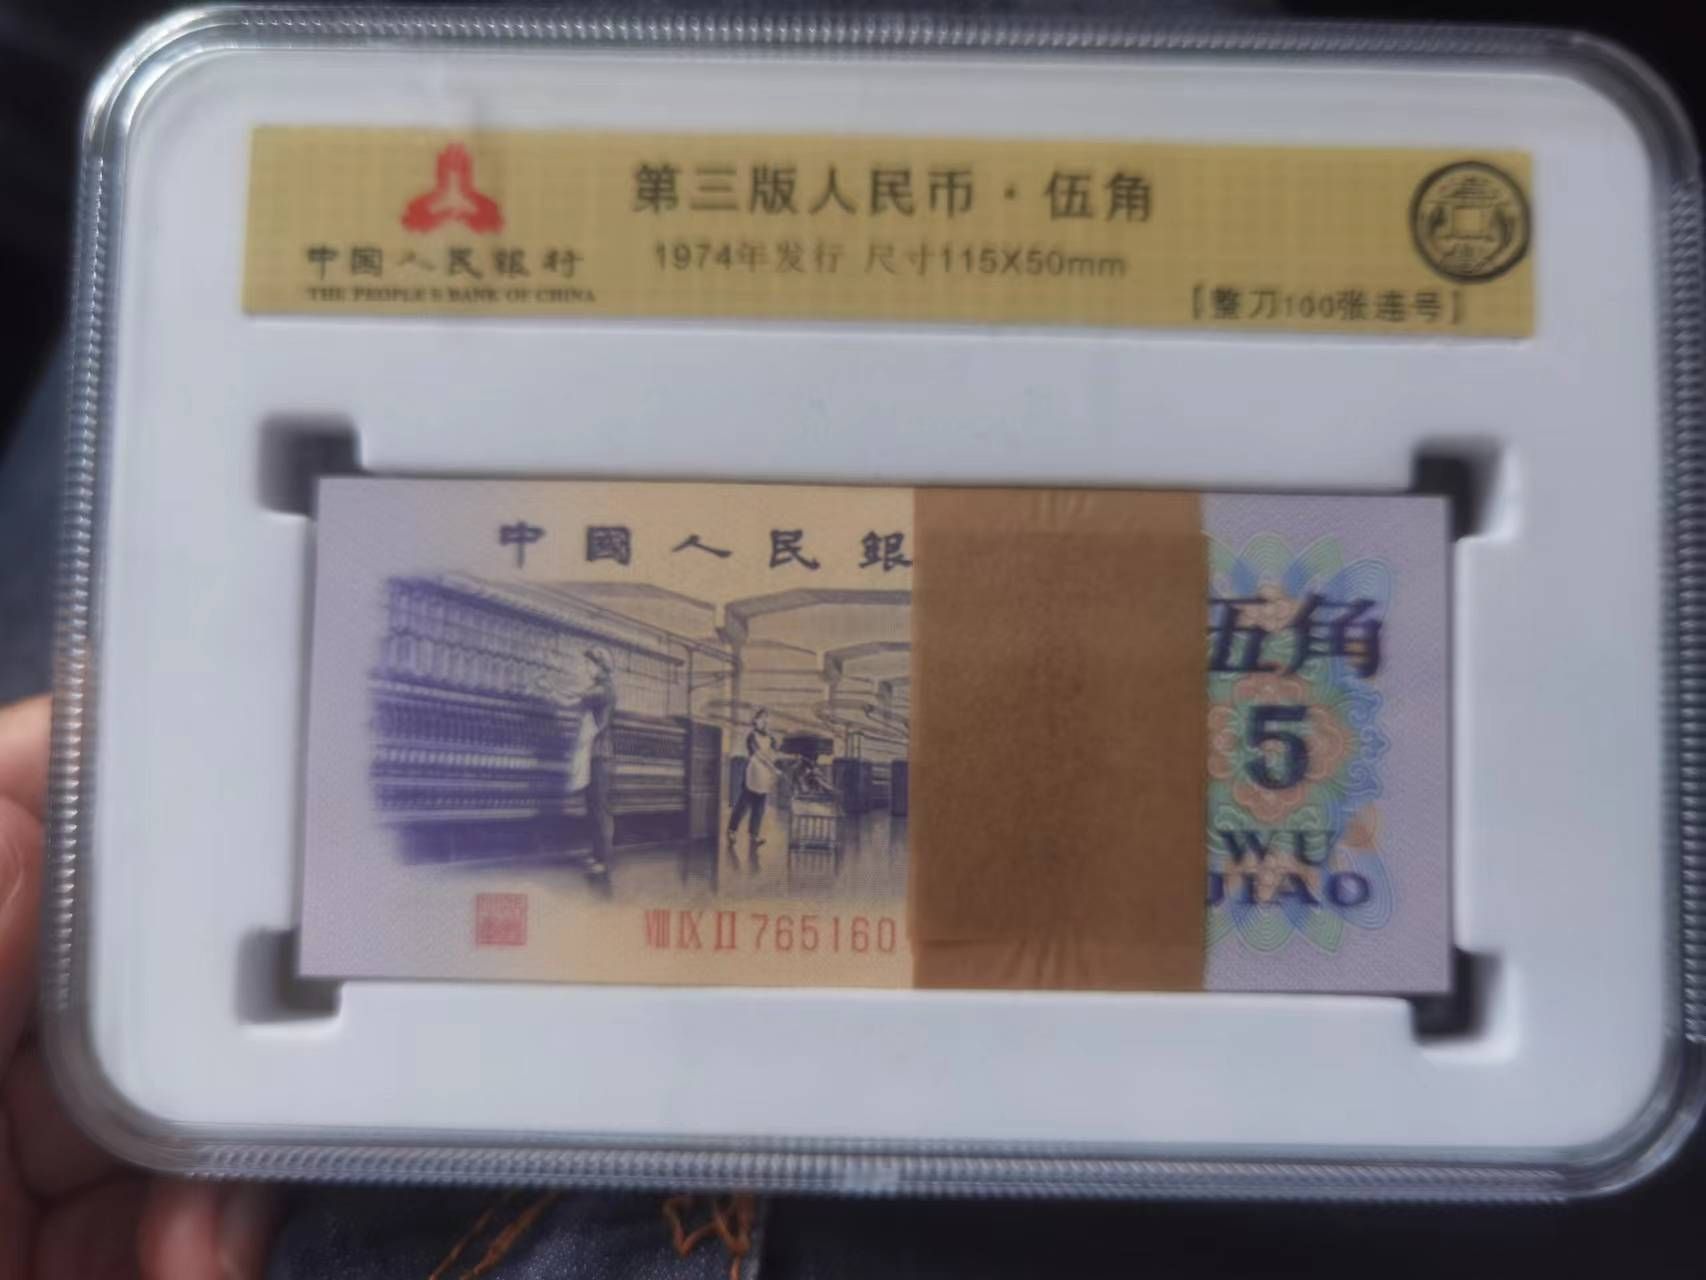 第三版人民币·伍角
中国人民银行
1974年发行 尺寸115X50mm
THE PEOPLE'S BANK OF CHINA
【整刀100张连号】
中國人民銀
伍角
5
WU
JIAO
VIII IX II 765160